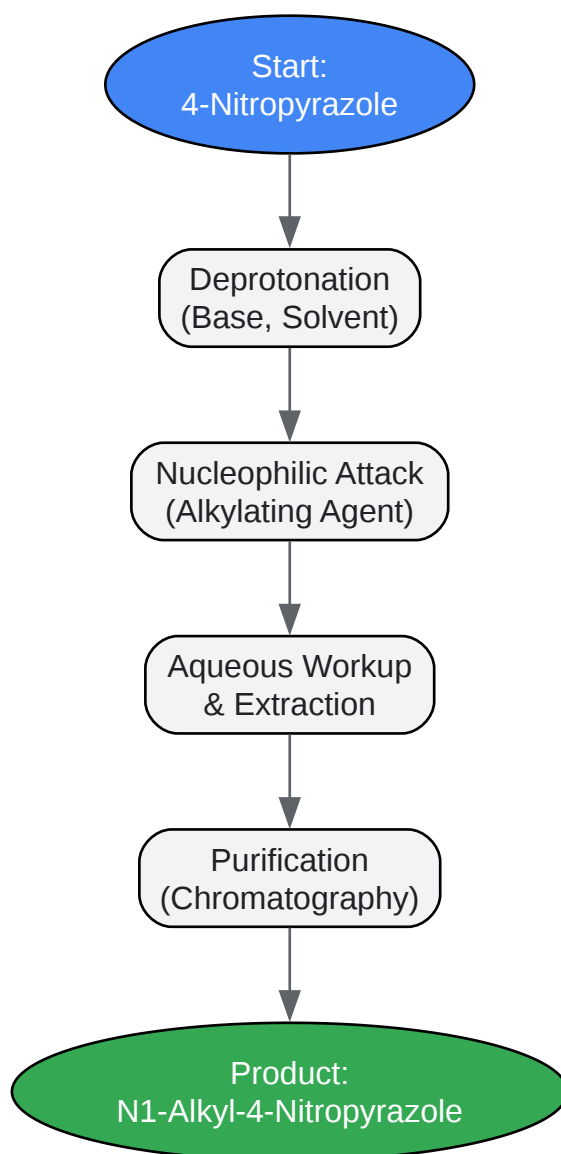 Start:
4-Nitropyrazole
Deprotonation
(Base, Solvent)
Nucleophilic Attack
(Alkylating Agent)
Aqueous Workup
& Extraction
Purification
(Chromatography)
Product:
N1-Alkyl-4-Nitropyrazole